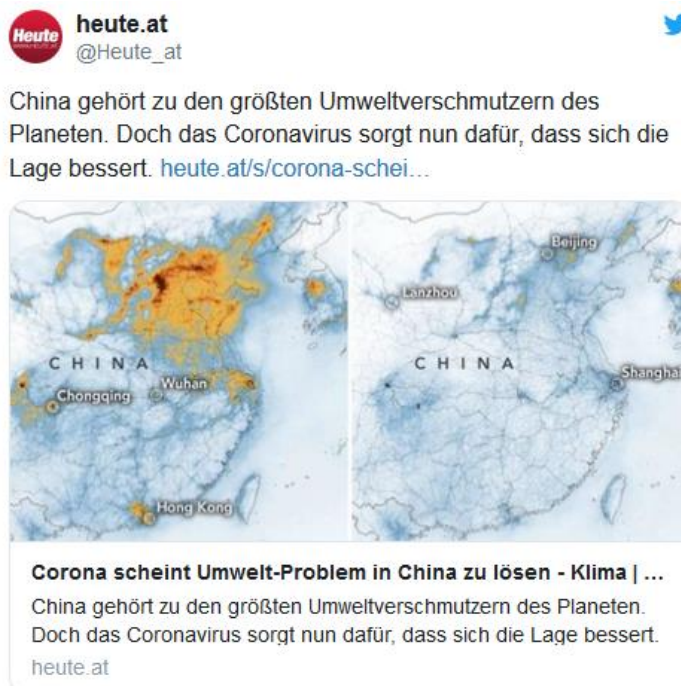 heute.at
@Heute_at
China gehört zu den größten Umweltverschmutzern des
Planeten. Doch das Coronavirus sorgt nun dafür, dass sich die
Lage bessert. heute.at/s/corona-schei...
Heute
Beijing
Lanzhou
CHINA
CHINA
Wuhan
Shanghai
Chongqing
Hong Kong
Corona scheint Umwelt-Problem in China zu lösen - Klima | ...
China gehört zu den größten Umweltverschmutzern des Planeten.
Doch das Coronavirus sorgt nun dafür, dass sich die Lage bessert.
heute.at